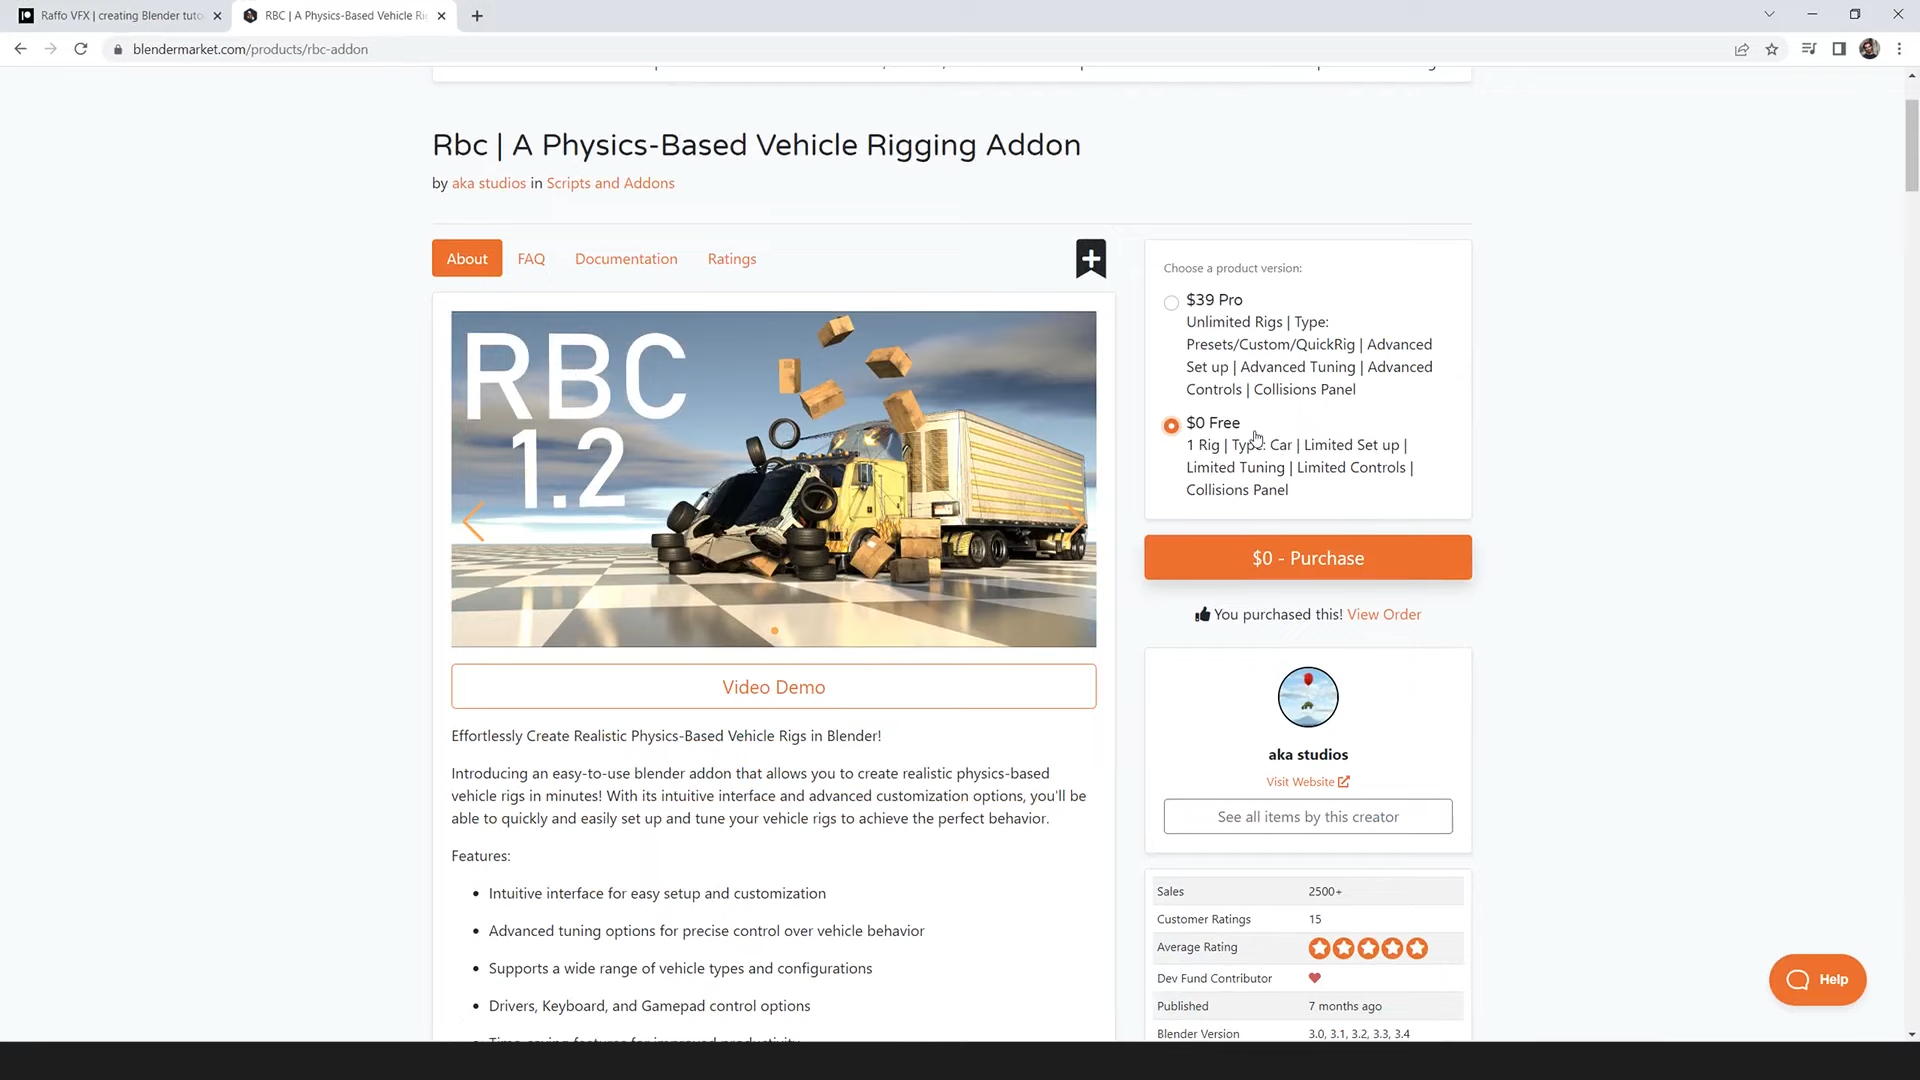 Raffo VFX | creating Blender tuto
RBC | A Physics-Based Vehicle Ri
blendermarket.com/products/rbc-addon
Rbc | A Physics-Based Vehicle Rigging Addon
by aka studios in Scripts and Addons
About
FAQ
Documentation
Ratings
RBC
1.2
Video Demo
Effortlessly Create Realistic Physics-Based Vehicle Rigs in Blender!
Introducing an easy-to-use blender addon that allows you to create realistic physics-based
vehicle rigs in minutes! With its intuitive interface and advanced customization options, you'll be
able to quickly and easily set up and tune your vehicle rigs to achieve the perfect behavior.
Features:
• Intuitive interface for easy setup and customization
• Advanced tuning options for precise control over vehicle behavior
• Supports a wide range of vehicle types and configurations
• Drivers, Keyboard, and Gamepad control options
Choose a product version:
$39 Pro
Unlimited Rigs | Type:
Presets/Custom/QuickRig | Advanced
Set up | Advanced Tuning | Advanced
Controls | Collisions Panel
$0 Free
1 Rig | Type: Car | Limited Set up |
Limited Tuning | Limited Controls |
Collisions Panel
$0 - Purchase
You purchased this! View Order
aka studios
Visit Website
See all items by this creator
Sales 2500+
Customer Ratings 15
Average Rating
Dev Fund Contributor
Published 7 months ago
Blender Version 3.0, 3.1, 3.2, 3.3, 3.4
Help